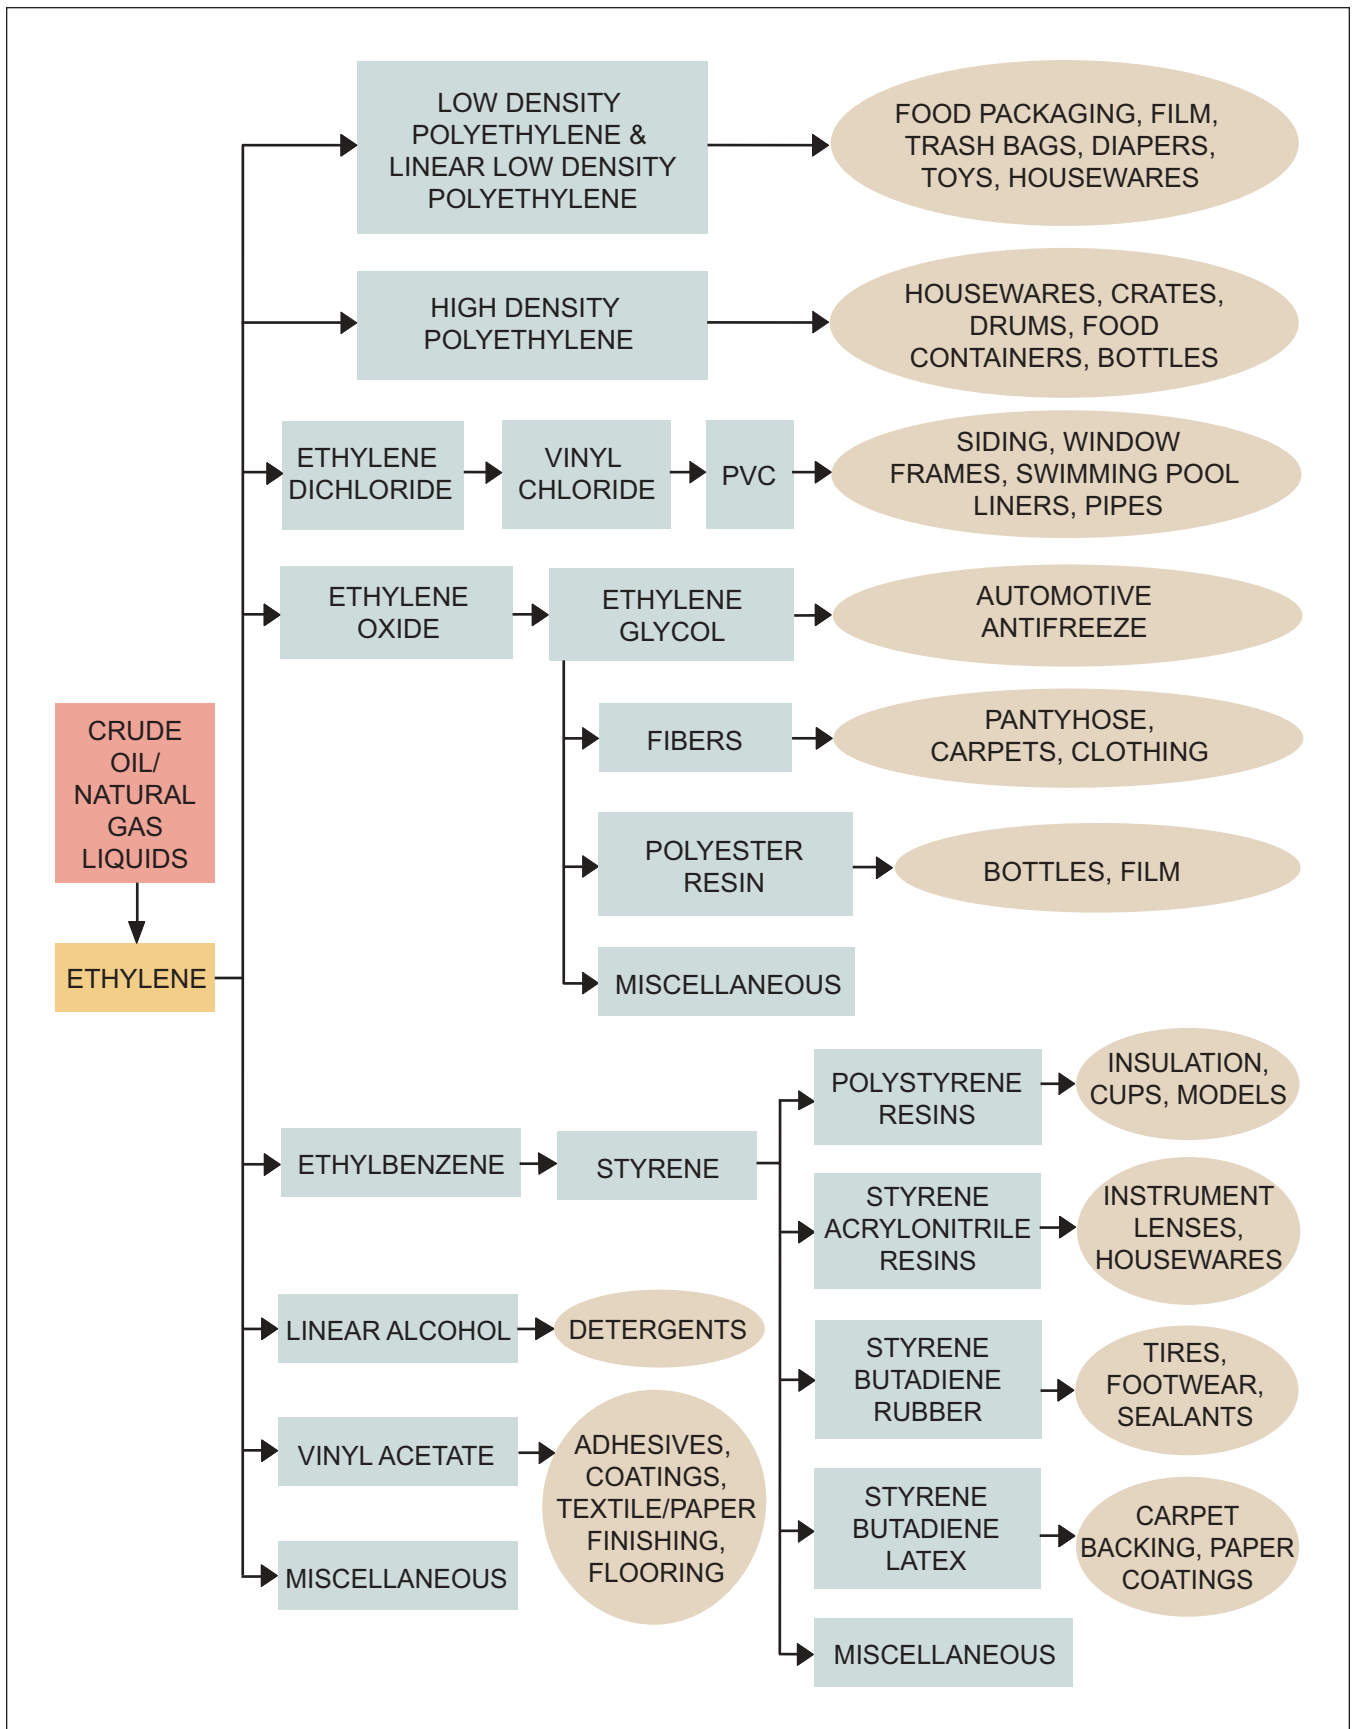 LOW DENSITY
POLYETHYLENE &
LINEAR LOW DENSITY
POLYETHYLENE
FOOD PACKAGING, FILM,
TRASH BAGS, DIAPERS,
TOYS, HOUSEWARES
HIGH DENSITY
POLYETHYLENE
HOUSEWARES, CRATES,
DRUMS, FOOD
CONTAINERS, BOTTLES
ETHYLENE
DICHLORIDE
VINYL
CHLORIDE
PVC
SIDING, WINDOW
FRAMES, SWIMMING POOL
LINERS, PIPES
ETHYLENE
OXIDE
ETHYLENE
GLYCOL
AUTOMOTIVE
ANTIFREEZE
FIBERS
PANTYHOSE,
CARPETS, CLOTHING
CRUDE
OIL/
NATURAL
GAS
LIQUIDS
POLYESTER
RESIN
BOTTLES, FILM
ETHYLENE
MISCELLANEOUS
ETHYLBENZENE
STYRENE
POLYSTYRENE
RESINS
INSULATION,
CUPS, MODELS
STYRENE
ACRYLONITRILE
RESINS
INSTRUMENT
LENSES,
HOUSEWARES
LINEAR ALCOHOL
DETERGENTS
STYRENE
BUTADIENE
RUBBER
TIRES,
FOOTWEAR,
SEALANTS
VINYL ACETATE
ADHESIVES,
COATINGS,
TEXTILE/PAPER
FINISHING,
FLOORING
STYRENE
BUTADIENE
LATEX
CARPET
BACKING, PAPER
COATINGS
MISCELLANEOUS
MISCELLANEOUS